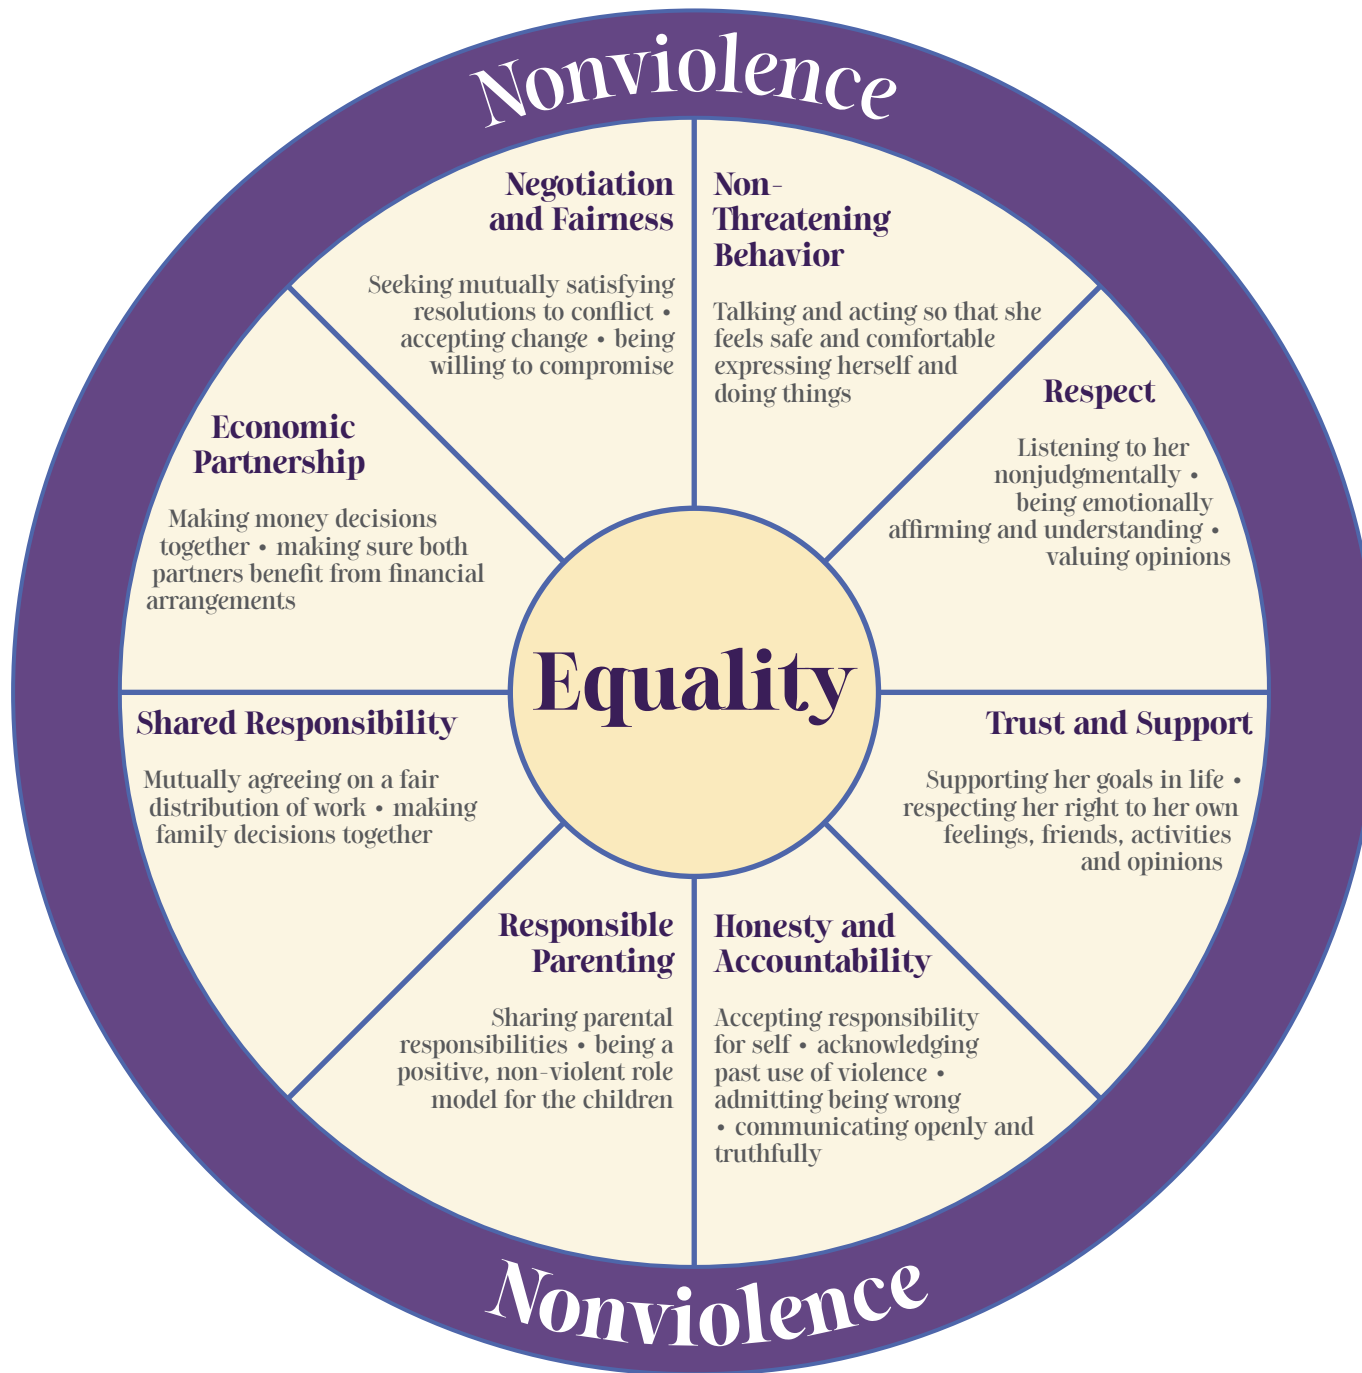 Nonviolence
Negotiation
and Fairness
Seeking mutually satisfying
resolutions to conflict •
accepting change • being
willing to compromise
Non-
Threatening
Behavior
Talking and acting so that she
feels safe and comfortable
expressing herself and
doing things
Respect
Listening to her
nonjudgmentally •
being emotionally
affirming and understanding •
valuing opinions
Economic
Partnership
Making money decisions
together • making sure both
partners benefit from financial
arrangements
Equality
Shared Responsibility
Mutually agreeing on a fair
distribution of work • making
family decisions together
Trust and Support
Supporting her goals in life •
respecting her right to her own
feelings, friends, activities
and opinions
Responsible
Parenting
Sharing parental
responsibilities • being a
positive, non-violent role
model for the children
Honesty and
Accountability
Accepting responsibility
for self • acknowledging
past use of violence •
admitting being wrong
• communicating openly and
truthfully
Nonviolence